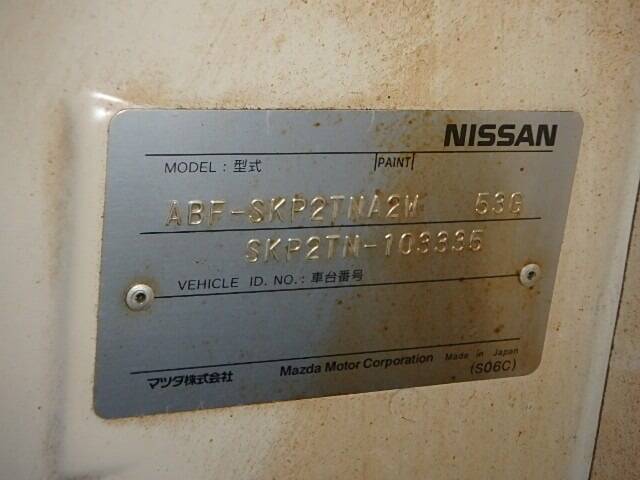 NISSAN
MODEL : 型式 PAINT
ABF-SKP2TNA2W 53G
SKP2TN-103335
VEHICLE ID. NO. : 車台番号
マツダ株式会社 Mazda Motor Corporation Made in Japan
(S06C)